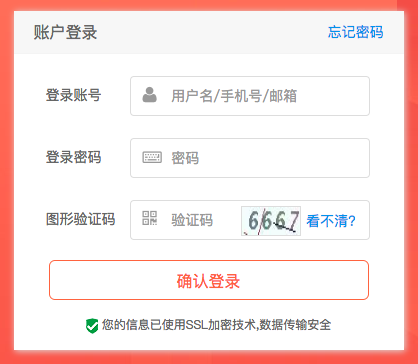 账户登录 忘记密码
登录账号 用户名/手机号/邮箱
登录密码 密码
图形验证码 验证码 6667 看不清?
确认登录
您的信息已使用SSL加密技术,数据传输安全